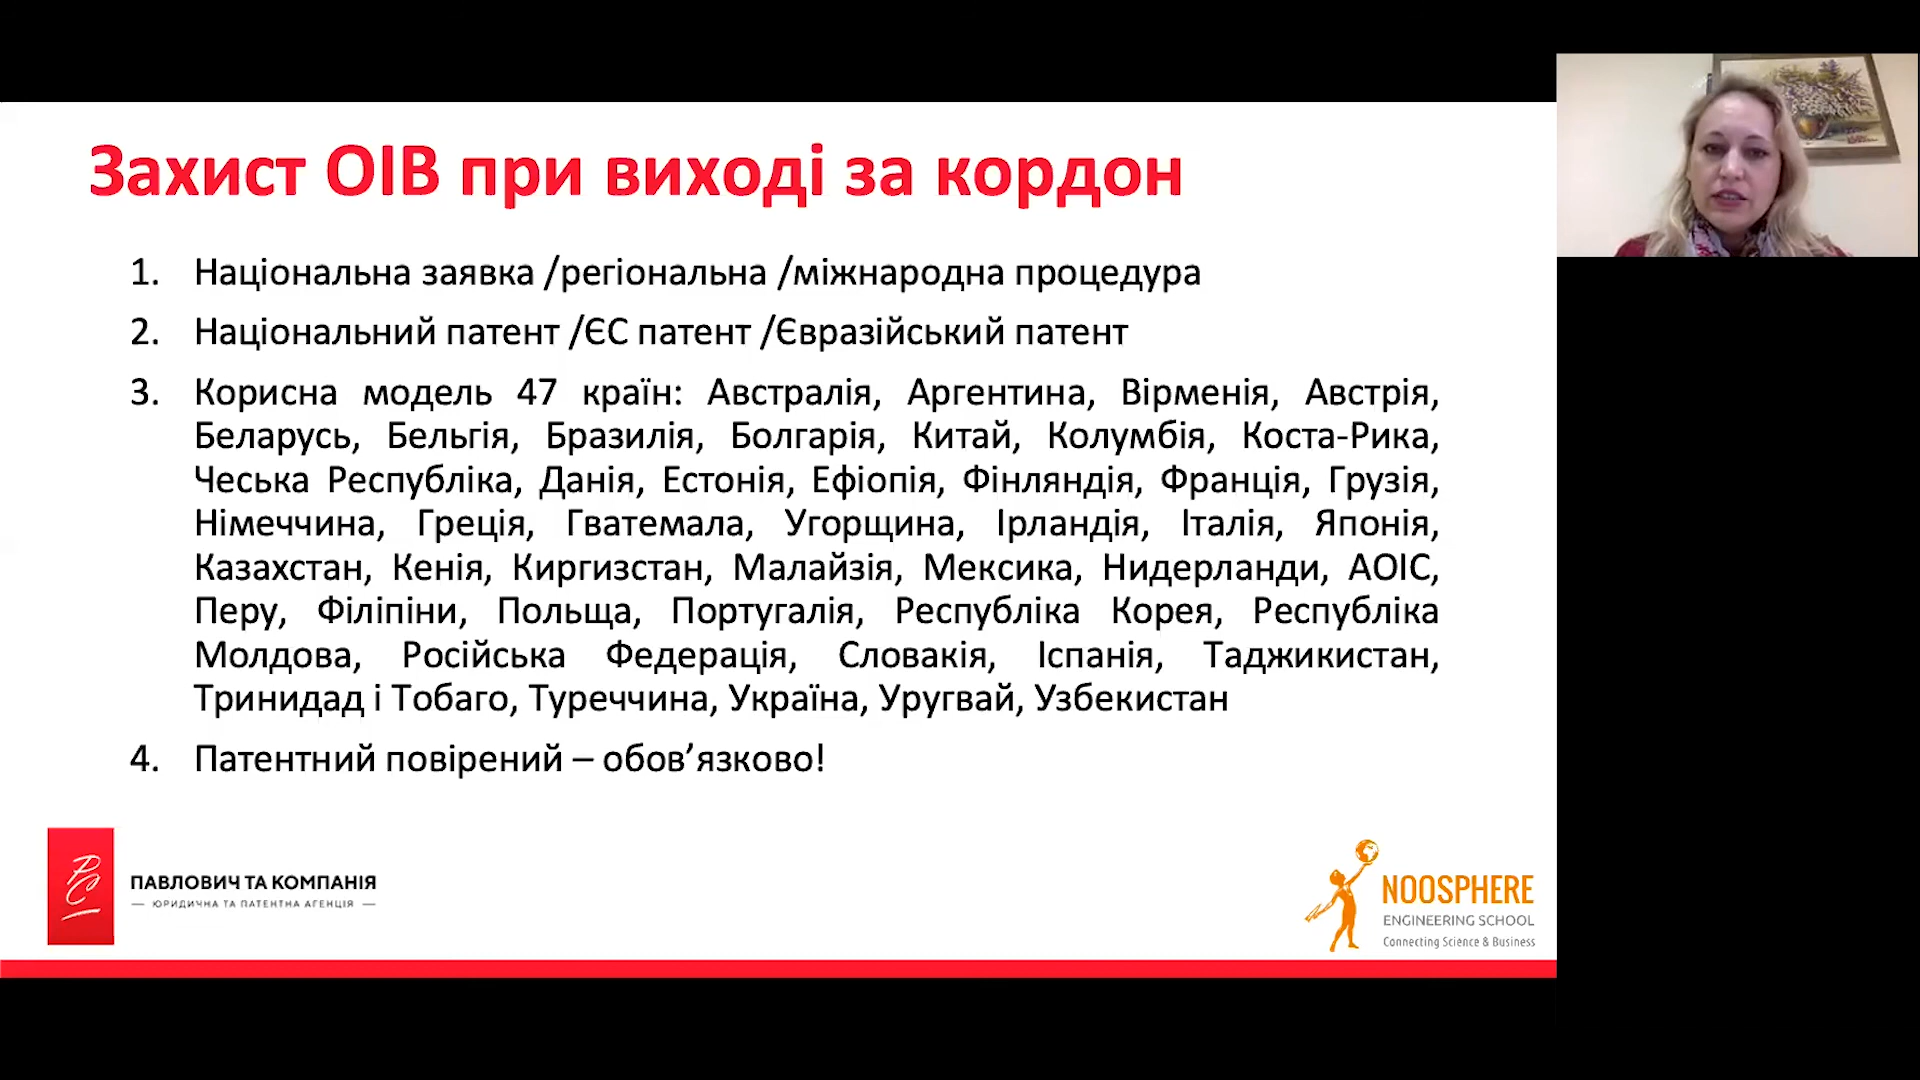 Захист ОІВ при виході за кордон
1. Національна заявка /регіональна /міжнародна процедура
2. Національний патент /ЄС патент /Євразійський патент
3. Корисна модель 47 країн: Австралія, Аргентина, Вірменія, Австрія,
Беларусь, Бельгія, Бразилія, Болгарія, Китай, Колумбія, Коста-Рика,
Чеська Республіка, Данія, Естонія, Ефіопія, Фінляндія, Франція, Грузія,
Німеччина, Греція, Гватемала, Угорщина, Ірландія, Італія, Японія,
Казахстан, Кенія, Киргизстан, Малайзія, Мексика, Нидерланди, АОІС,
Перу, Філіпіни, Польща, Португалія, Республіка Корея, Республіка
Молдова, Російська Федерація, Словакія, Іспанія, Таджикистан,
Тринидад і Тобаго, Туреччина, Україна, Уругвай, Узбекистан
4. Патентний повірений – обов’язково!
ПАВЛОВИЧ ТА КОМПАНІЯ
— ЮРИДИЧНА ТА ПАТЕНТНА АГЕНЦІЯ —
NOOSPHERE
ENGINEERING SCHOOL
Connecting Science & Business